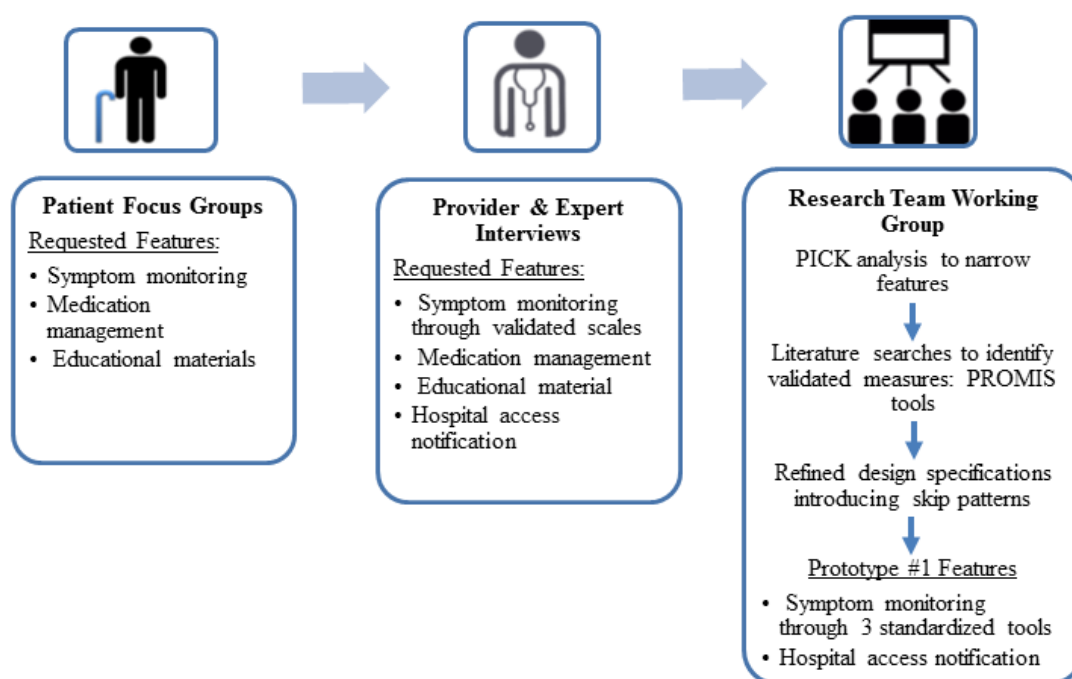 Patient Focus Groups
Requested Features:
• Symptom monitoring
• Medication
management
• Educational materials
Provider & Expert
Interviews
Requested Features:
• Symptom monitoring
through validated scales
• Medication management
• Educational material
• Hospital access
notification
Research Team Working
Group
PICK analysis to narrow
features
Literature searches to identify
validated measures: PROMIS
tools
Refined design specifications
introducing skip patterns
Prototype #1 Features
• Symptom monitoring
through 3 standardized tools
• Hospital access notification